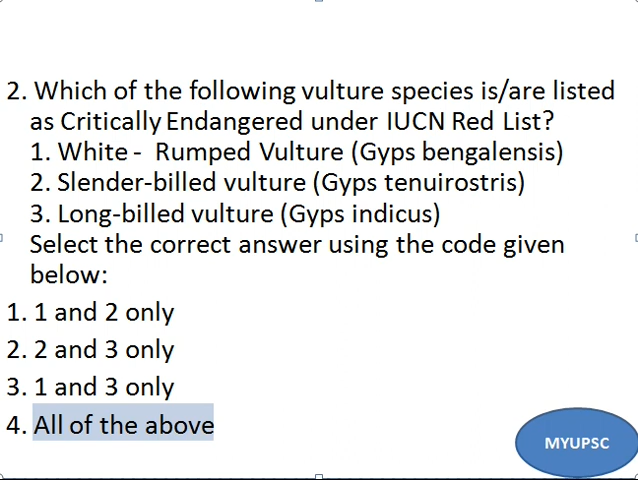 2. Which of the following vulture species is/are listed
as Critically Endangered under IUCN Red List?
1. White - Rumped Vulture (Gyps bengalensis)
2. Slender-billed vulture (Gyps tenuirostris)
3. Long-billed vulture (Gyps indicus)
Select the correct answer using the code given
below:
1. 1 and 2 only
2. 2 and 3 only
3. 1 and 3 only
4. All of the above
MYUPSC